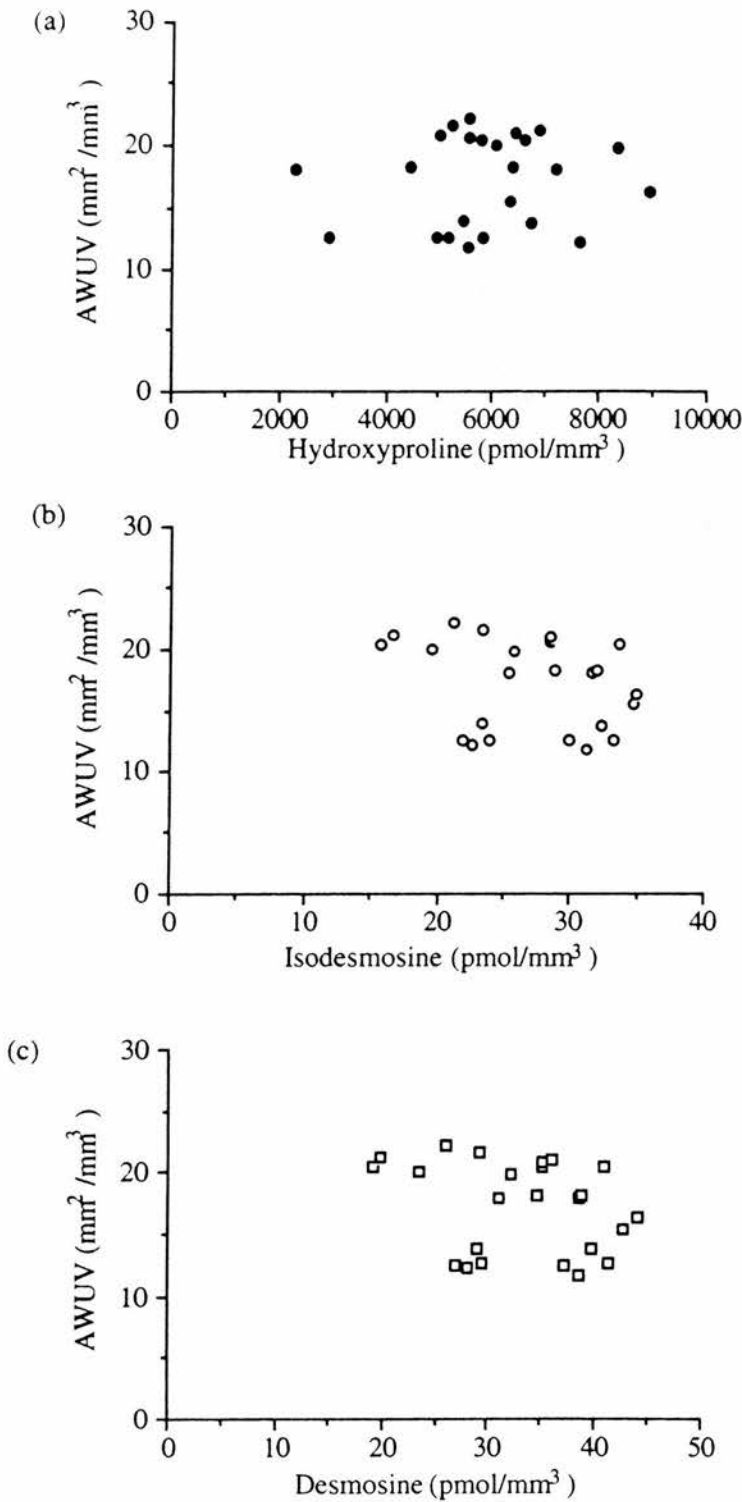 (a)
30
20
10
0
AWUV (mm² /mm³)
0 2000 4000 6000 8000 10000
Hydroxyproline (pmol/mm³ )
(b)
30
20
10
0
AWUV (mm² /mm³)
0 10 20 30 40
Isodesmosine (pmol/mm³ )
(c)
30
20
10
0
AWUV (mm² /mm³)
0 10 20 30 40 50
Desmosine (pmol/mm³ )